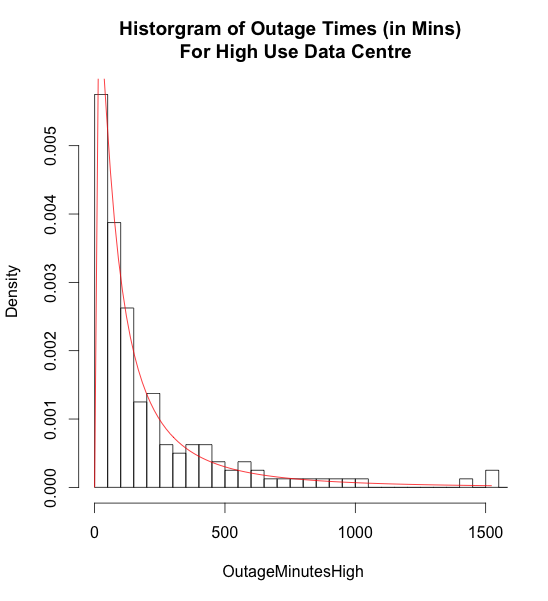 Historgram of Outage Times (in Mins)
For High Use Data Centre
Density
0.005
0.004
0.003
0.002
0.001
0.000
0 500 1000 1500
OutageMinutesHigh